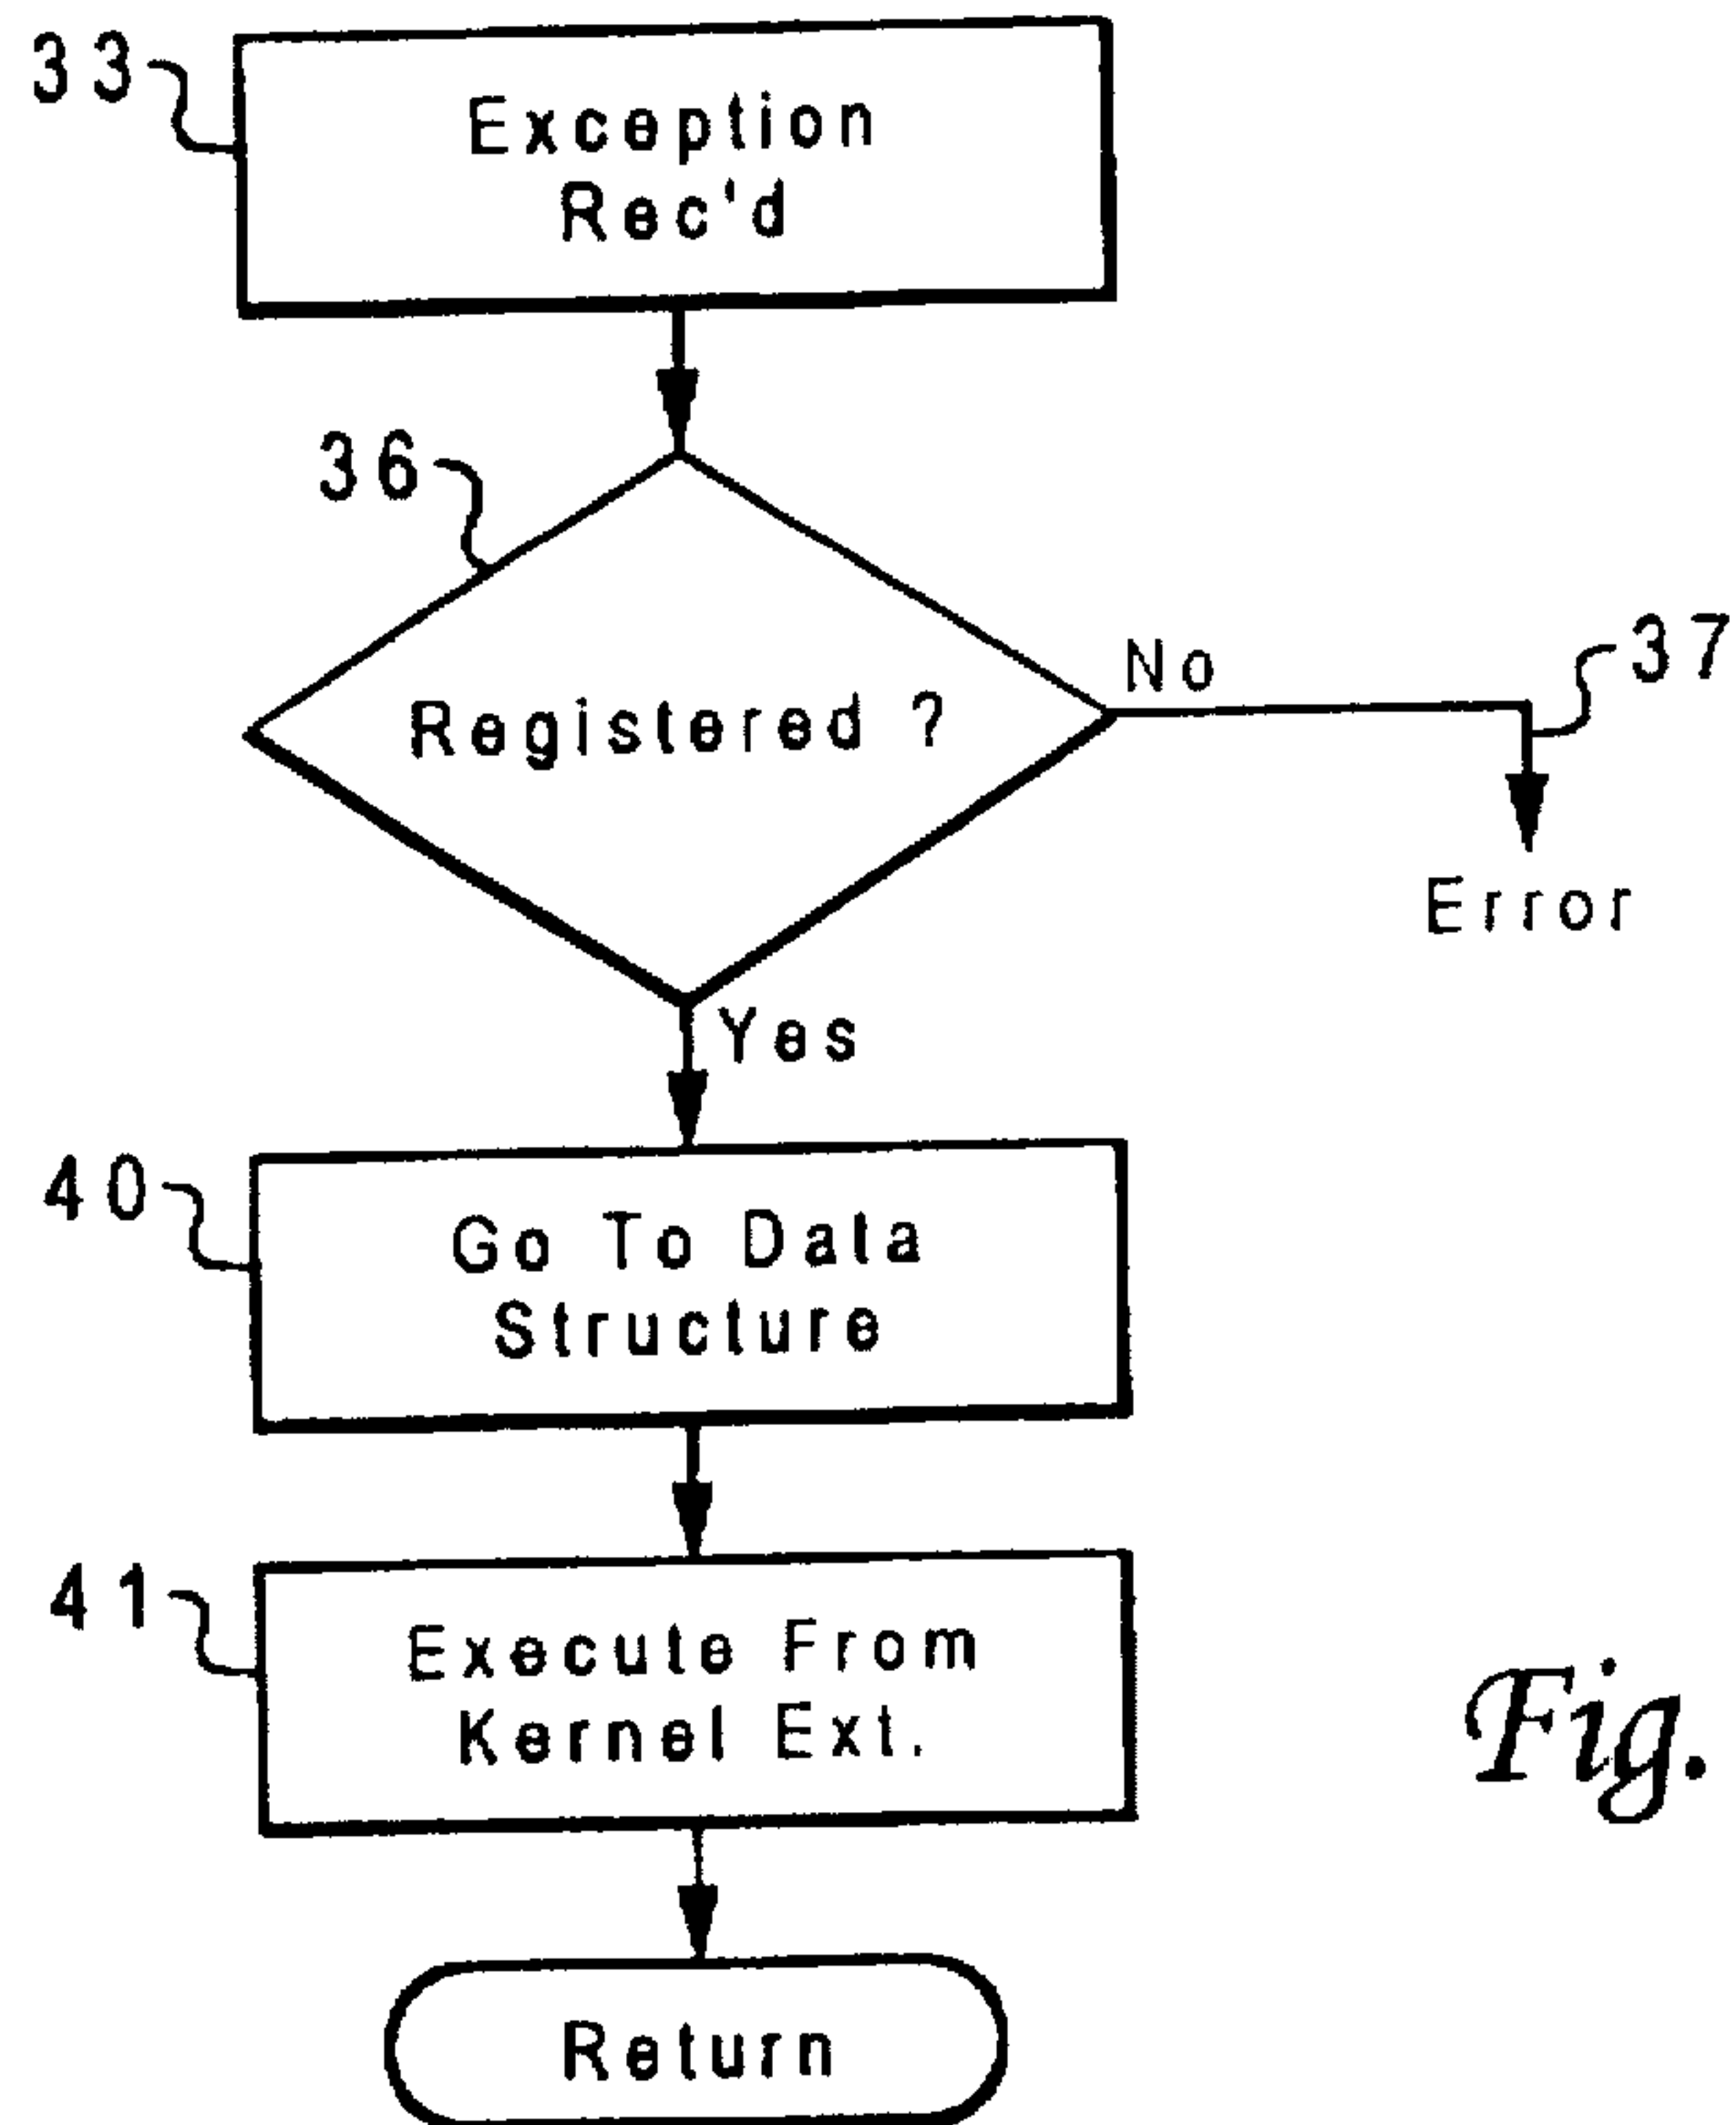 33
Exception
Rec'd
36
Registered ?
No
37
Error
Yes
40
Go To Data
Structure
41
Execute From
Kernel Ext.
Fig.
Return